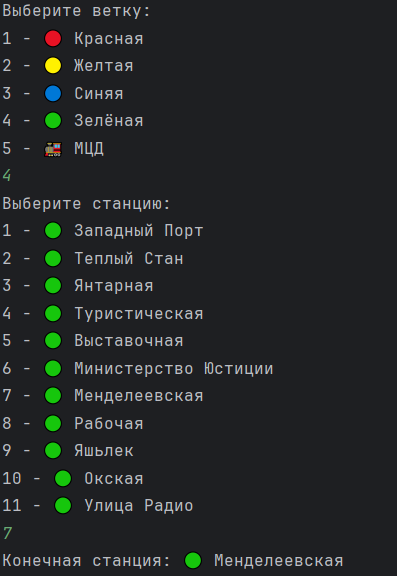 Выберите ветку:
1 - 🔴 Красная
2 - 🟡 Желтая
3 - 🔵 Синяя
4 - 🟢 Зелёная
5 - 🚂 МЦД
4
Выберите станцию:
1 - 🟢 Западный Порт
2 - 🟢 Теплый Стан
3 - 🟢 Янтарная
4 - 🟢 Туристическая
5 - 🟢 Выставочная
6 - 🟢 Министерство Юстиции
7 - 🟢 Менделеевская
8 - 🟢 Рабочая
9 - 🟢 Яшьлек
10 - 🟢 Окская
11 - 🟢 Улица Радио
7
Конечная станция: 🟢 Менделеевская